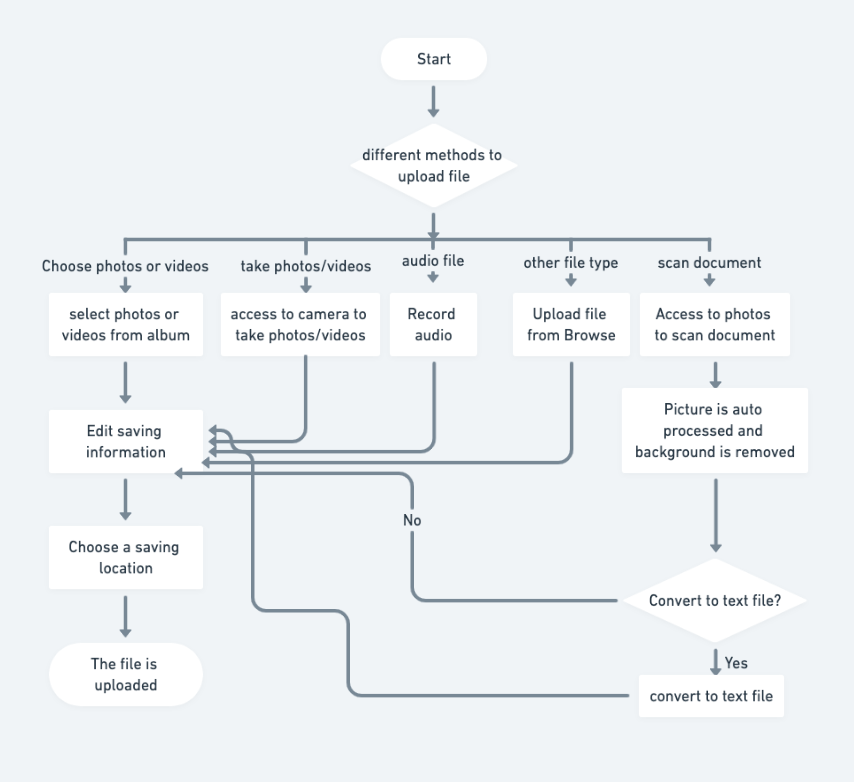 Start
different methods to
upload file
Choose photos or videos
take photos/videos
audio file
other file type
scan document
select photos or
videos from album
access to camera to
take photos/videos
Record
audio
Upload file
from Browse
Access to photos
to scan document
Edit saving
information
Picture is auto
processed and
background is removed
No
Choose a saving
location
Convert to text file?
The file is
uploaded
Yes
convert to text file